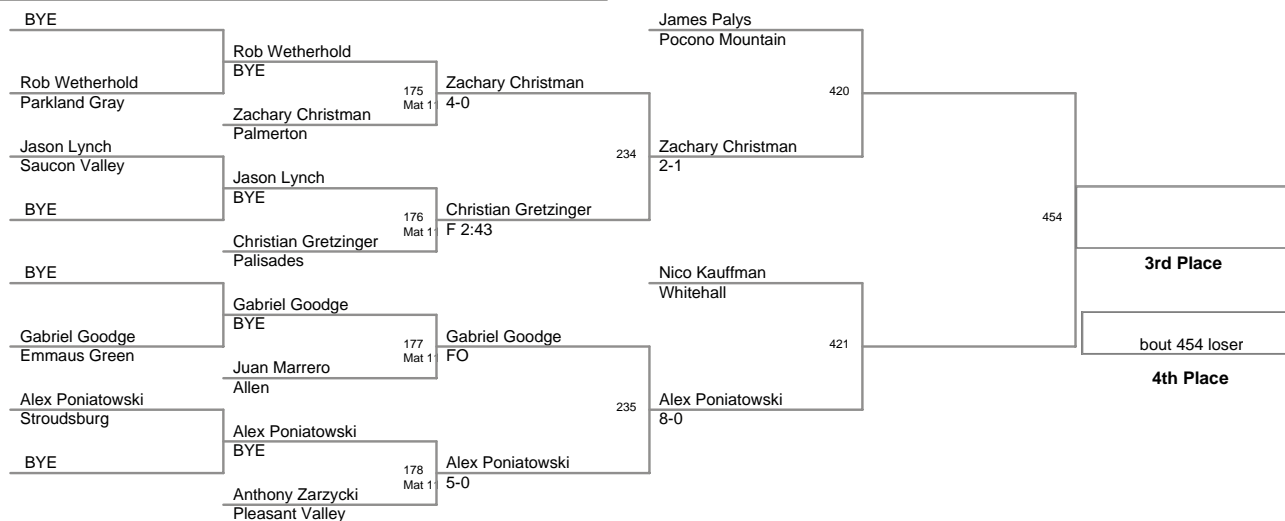 BYE
Rob Wetherhold
Parkland Gray
Jason Lynch
Saucon Valley
BYE
BYE
Gabriel Goodge
Emmaus Green
Alex Poniatowski
Stroudsburg
BYE
Rob Wetherhold
BYE
175
Mat 11
Zachary Christman
Palmerton
Jason Lynch
BYE
176
Mat 11
Christian Gretzinger
Palisades
Gabriel Goodge
BYE
177
Mat 11
Juan Marrero
Allen
Alex Poniatowski
BYE
178
Mat 11
Anthony Zarzycki
Pleasant Valley
Zachary Christman
4-0
234
Christian Gretzinger
F 2:43
Gabriel Goodge
FO
235
Alex Poniatowski
5-0
James Palys
Pocono Mountain
420
Zachary Christman
2-1
Nico Kauffman
Whitehall
421
Alex Poniatowski
8-0
454
3rd Place
bout 454 loser
4th Place